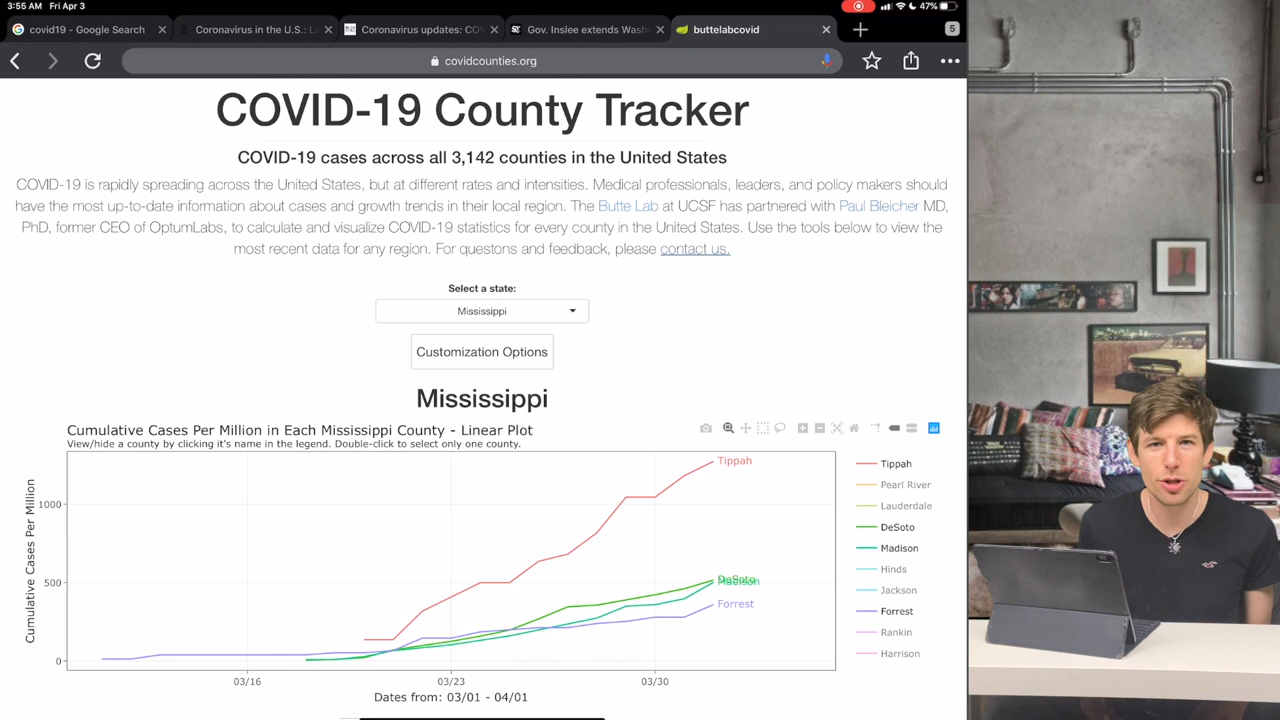 3:55 AM Fri Apr 3
47%
covid19 - Google Search
Coronavirus in the U.S.: L
Coronavirus updates: CO
Gov. Inslee extends Wash
buttelabcovid
5
covidcounties.org
COVID-19 County Tracker
COVID-19 cases across all 3,142 counties in the United States
COVID-19 is rapidly spreading across the United States, but at different rates and intensities. Medical professionals, leaders, and policy makers should
have the most up-to-date information about cases and growth trends in their local region. The Butte Lab at UCSF has partnered with Paul Bleicher MD,
PhD, former CEO of OptumLabs, to calculate and visualize COVID-19 statistics for every county in the United States. Use the tools below to view the
most recent data for any region. For questons and feedback, please contact us.
Select a state:
Mississippi
Customization Options
Mississippi
Cumulative Cases Per Million in Each Mississippi County - Linear Plot
View/hide a county by clicking it's name in the legend. Double-click to select only one county.
Cumulative Cases Per Million
1000
500
0
Tippah
DeSoto
Madison
Forrest
Tippah
Pearl River
Lauderdale
DeSoto
Madison
Hinds
Jackson
Forrest
Rankin
Harrison
03/16
03/23
03/30
Dates from: 03/01 - 04/01